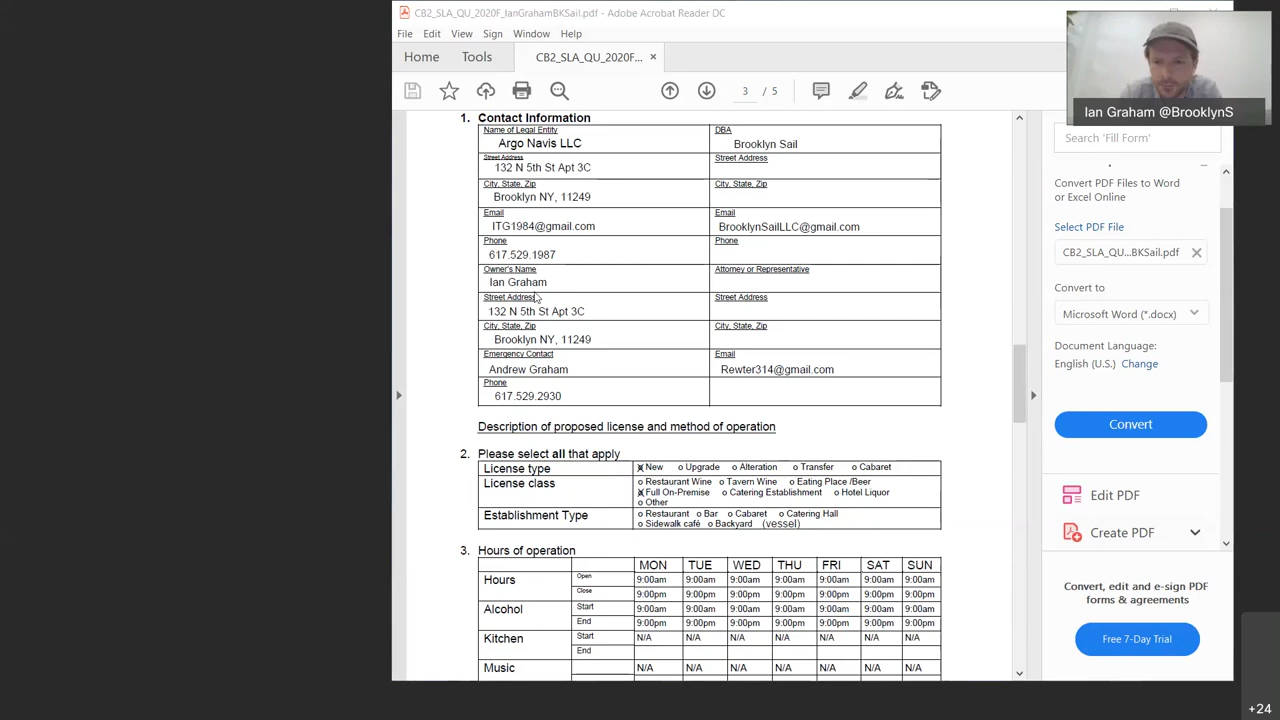 CB2_SLA_QU_2020F_IanGrahamBKSail.pdf - Adobe Acrobat Reader DC
File Edit View Sign Window Help
Home Tools CB2_SLA_QU_2020F... ×
3 / 5
Ian Graham @BrooklynS
Search 'Fill Form'
Convert PDF Files to Word
or Excel Online
Select PDF File
CB2_SLA_QU...BKSail.pdf
Convert to
Microsoft Word (*.docx)
Document Language:
English (U.S.) Change
Convert
Edit PDF
Create PDF
Convert, edit and e-sign PDF
forms & agreements
Free 7-Day Trial
+24
1. Contact Information
Name of Legal Entity DBA
Argo Navis LLC Brooklyn Sail
Street Address Street Address
132 N 5th St Apt 3C
City, State, Zip City, State, Zip
Brooklyn NY, 11249
Email Email
ITG1984@gmail.com BrooklynSailLLC@gmail.com
Phone Phone
617.529.1987
Owner's Name Attorney or Representative
Ian Graham
Street Address Street Address
132 N 5th St Apt 3C
City, State, Zip City, State, Zip
Brooklyn NY, 11249
Emergency Contact Email
Andrew Graham Rewter314@gmail.com
Phone
617.529.2930
Description of proposed license and method of operation
2. Please select all that apply
License type New o Upgrade o Alteration o Transfer o Cabaret
License class o Restaurant Wine o Tavern Wine o Eating Place /Beer
Full On-Premise o Catering Establishment o Hotel Liquor
o Other
Establishment Type o Restaurant o Bar o Cabaret o Catering Hall
o Sidewalk café o Backyard (vessel)
3. Hours of operation
MON TUE WED THU FRI SAT SUN
Hours Open 9:00am 9:00am 9:00am 9:00am 9:00am 9:00am 9:00am
Close 9:00pm 9:00pm 9:00pm 9:00pm 9:00pm 9:00pm 9:00pm
Alcohol Start 9:00am 9:00am 9:00am 9:00am 9:00am 9:00am 9:00am
End 9:00pm 9:00pm 9:00pm 9:00pm 9:00pm 9:00pm 9:00pm
Kitchen Start N/A N/A N/A N/A N/A N/A N/A
End
Music N/A N/A N/A N/A N/A N/A N/A